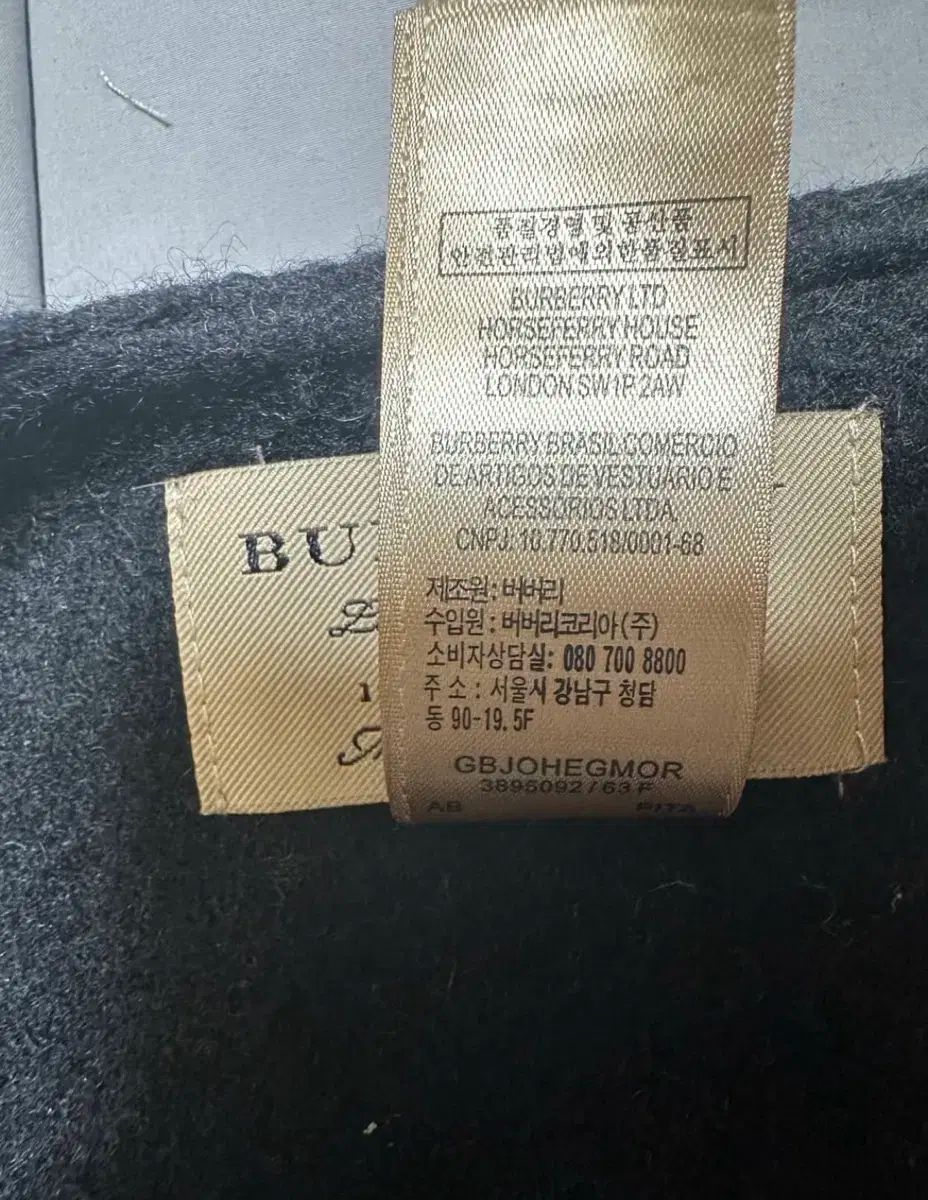 품질경영및공산품
안전관리법에의한품질표시
BURBERRY LTD
HORSEFERRY HOUSE
HORSEFERRY ROAD
LONDON SW1P 2AW
BURBERRY BRASIL COMERCIO
DE ARTIGOS DE VESTUARIO E
ACESSORIOS LTDA.
CNPJ: 10.770.518/0001-68
제조원: 버버리
수입원: 버버리코리아(주)
소비자상담실: 080 700 8800
주 소 : 서울시 강남구 청담
동 90-19. 5F
GBJOHEGMOR
3895092 / 63 F
AB PITA
BU